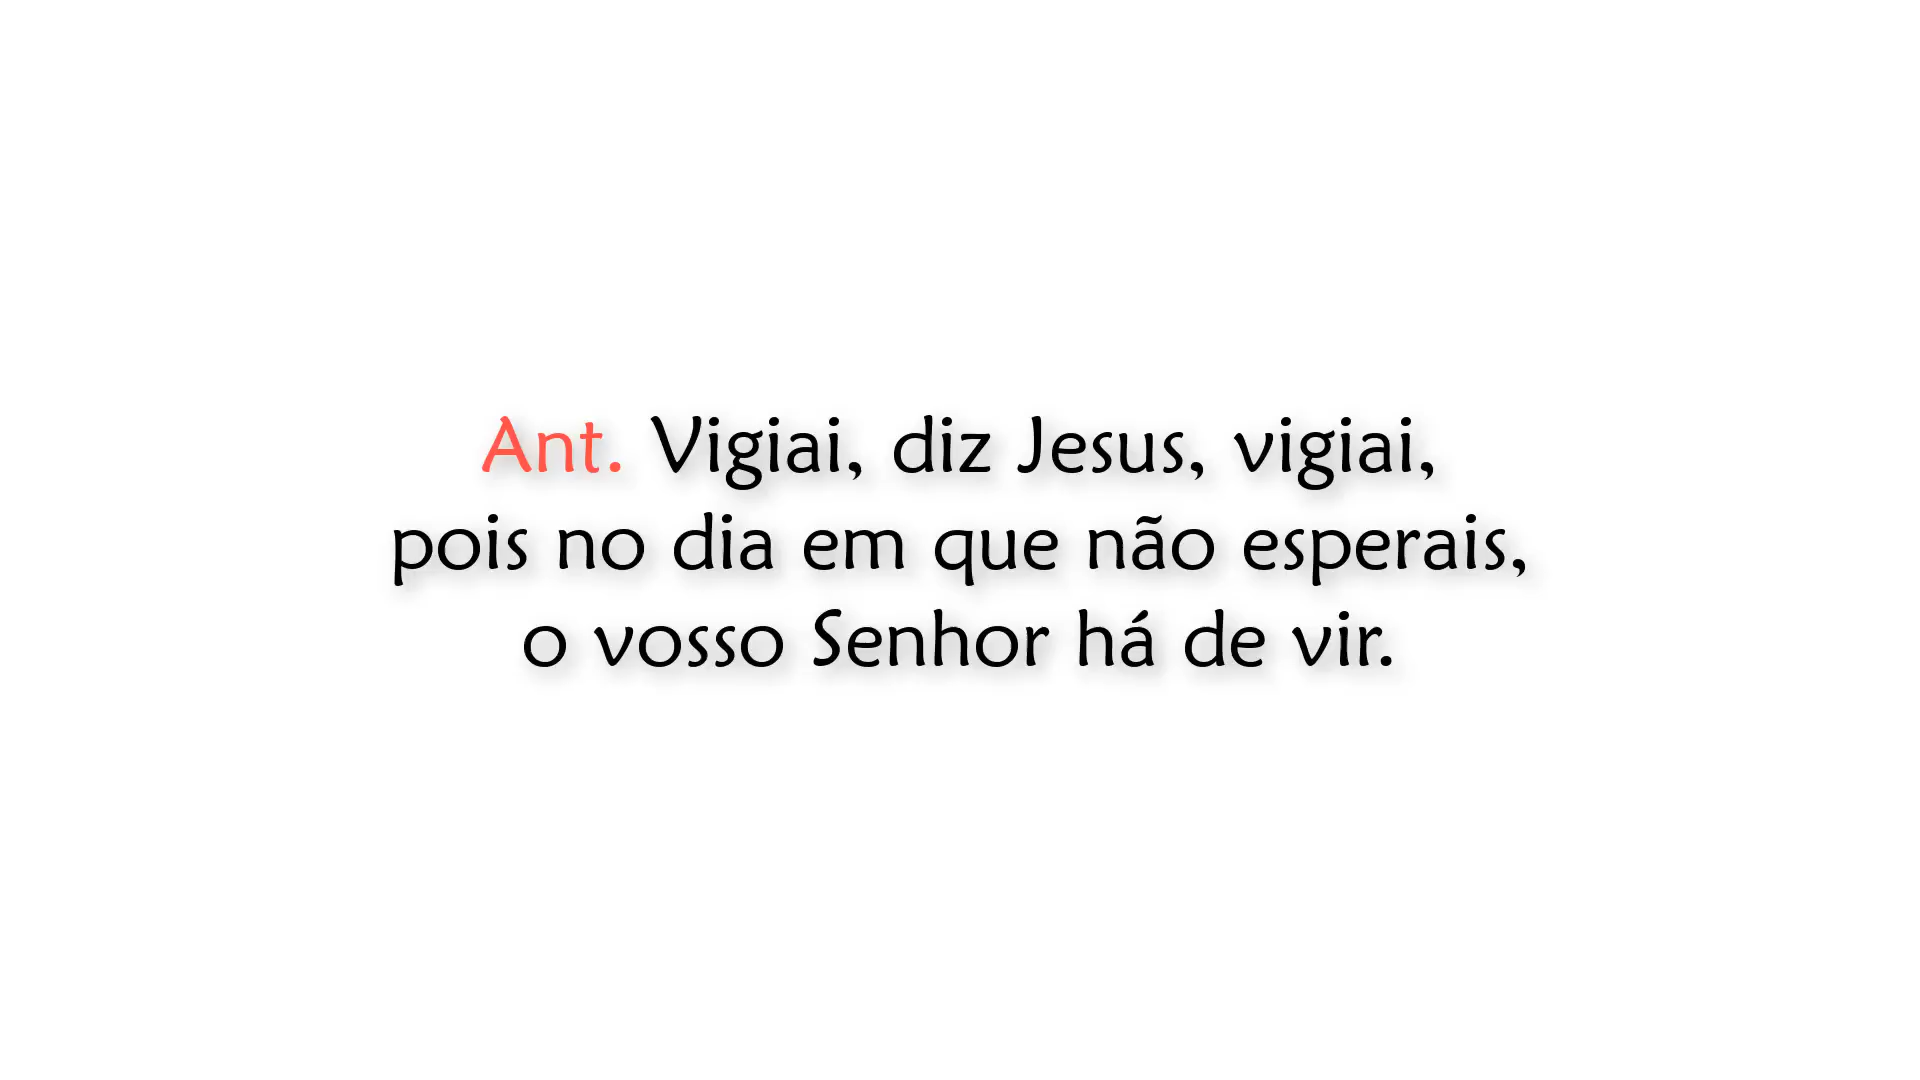 Ant. Vigiai, diz Jesus, vigiai,
pois no dia em que não esperais,
o vosso Senhor há de vir.